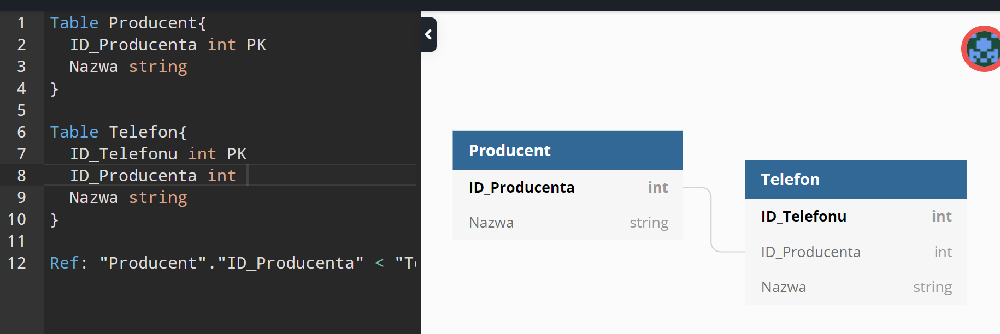 1 Table Producent{
2 ID_Producenta int PK
3 Nazwa string
4 }
5
6 Table Telefon{
7 ID_Telefonu int PK
8 ID_Producenta int
9 Nazwa string
10 }
11
12 Ref: "Producent"."ID_Producenta" < "T
Producent
ID_Producenta int
Nazwa string
Telefon
ID_Telefonu int
ID_Producenta int
Nazwa string